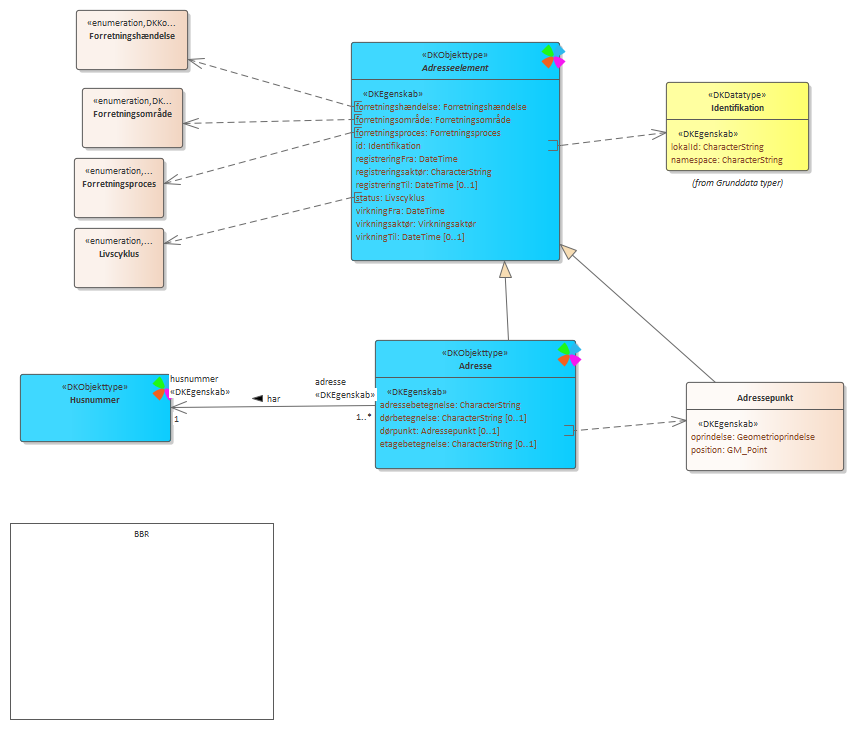 «enumeration,DKKo...
Forretningshændelse
«enumeration,DK...
Forretningsområde
«enumeration,...
Forretningsproces
«enumeration,...
Livscyklus
«DKObjekttype»
Adresseelement
«DKEgenskab»
forretningshændelse: Forretningshændelse
forretningsområde: Forretningsområde
forretningsproces: Forretningsproces
id: Identifikation
registreringFra: DateTime
registreringsaktør: CharacterString
registreringTil: DateTime [0..1]
status: Livscyklus
virkningFra: DateTime
virkningsaktør: Virkningsaktør
virkningTil: DateTime [0..1]
«DKDatatype»
Identifikation
«DKEgenskab»
lokalId: CharacterString
namespace: CharacterString
(from Grunddata typer)
«DKObjekttype»
Husnummer
husnummer
«DKEgenskab»
1
har
adresse
«DKEgenskab»
1..*
«DKObjekttype»
Adresse
«DKEgenskab»
adressebetegnelse: CharacterString
dørbetegnelse: CharacterString [0..1]
dørpunkt: Adressepunkt [0..1]
etagebetegnelse: CharacterString [0..1]
Adressepunkt
«DKEgenskab»
oprindelse: Geometrioprindelse
position: GM_Point
BBR